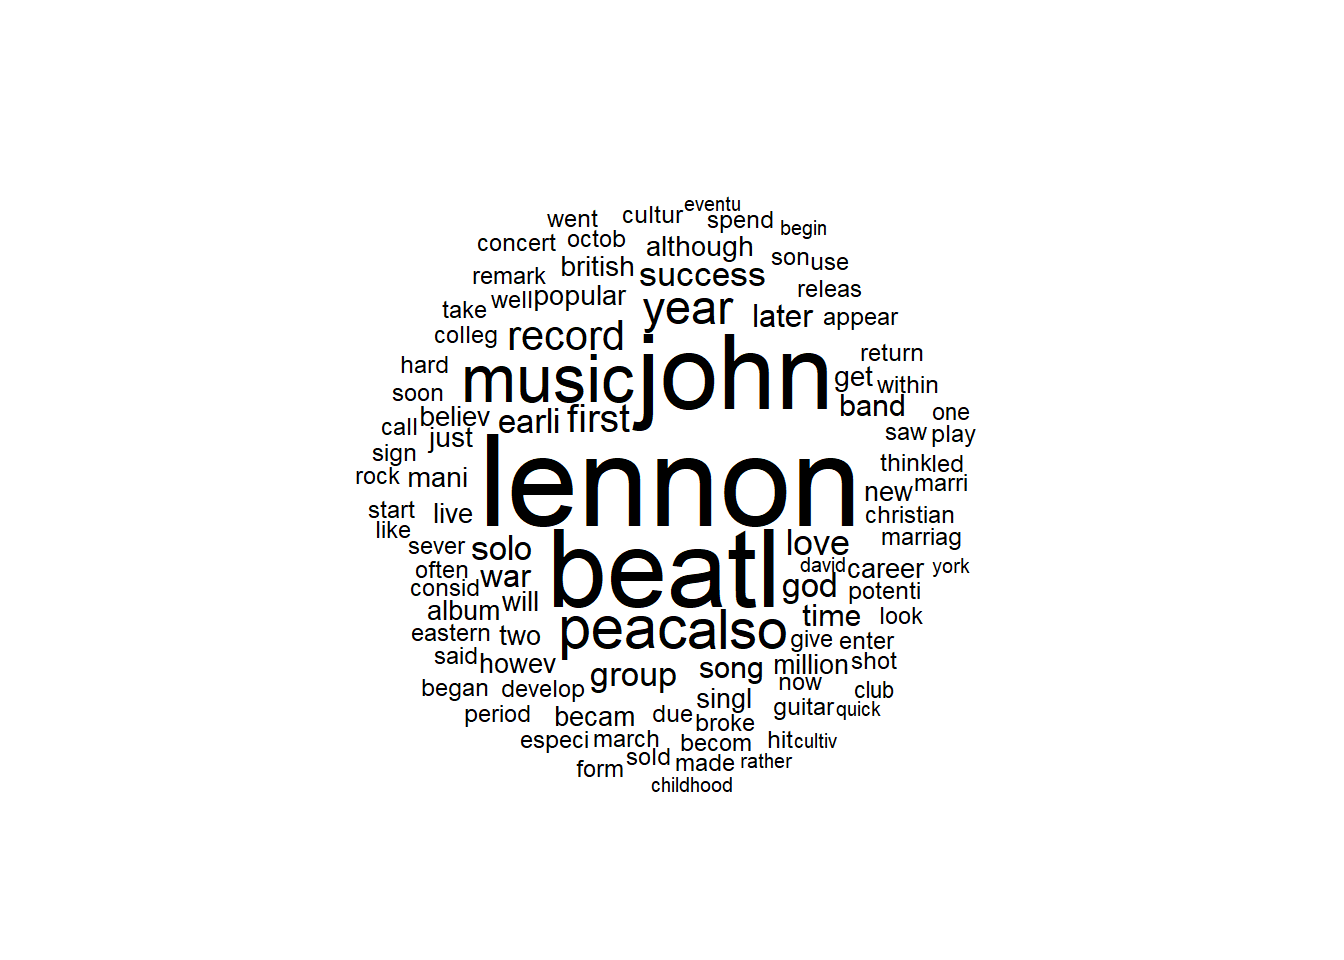 eventu
went cultur spend begin
concert octob although
british son use
remark success
well popular releas
take year later appear
colleg record
hard john return
music get within
soon band one
call believ earli first
just saw play
sign think led
rock mani lennon new marri
start live christian
like marriag
sever solo beatl love
often war david career york
consid will god potenti
album peac also time look
eastern two give enter
said howev group song million shot
began develop singl now club
period becam due broke guitar quick
especi march becom hit cultiv
form sold made rather
childhood